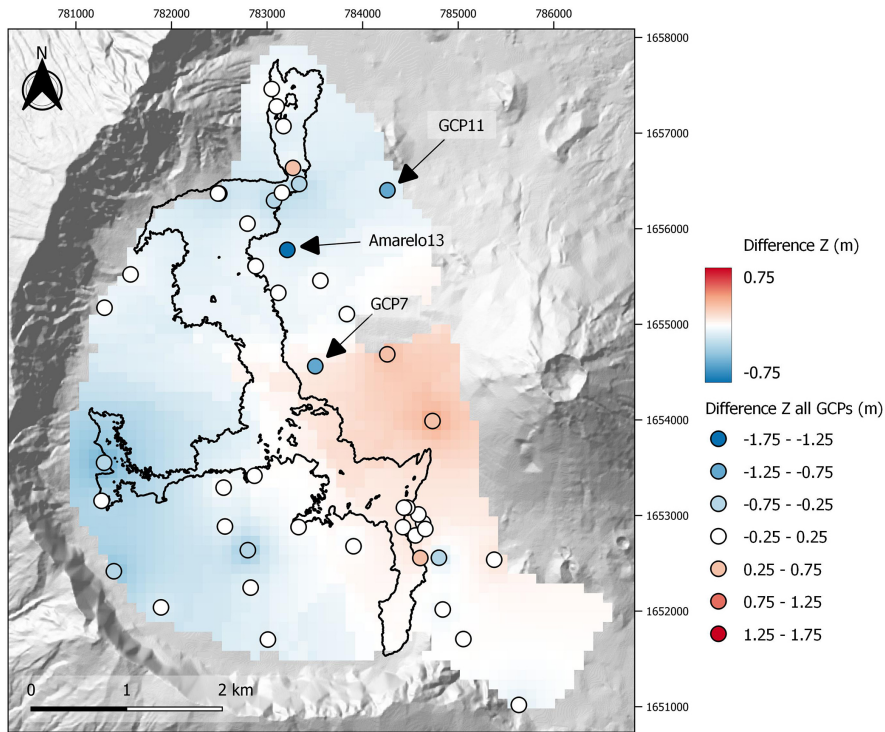 781000 782000 783000 784000 785000 786000
1658000
N
GCP11
1657000
1656000
Amarelo13
Difference Z (m)
0.75
GCP7
1655000
-0.75
Difference Z all GCPs (m)
-1.75 - -1.25
1654000
-1.25 - -0.75
-0.75 - -0.25
1653000
-0.25 - 0.25
0.25 - 0.75
0.75 - 1.25
1652000
1.25 - 1.75
0 1 2 km
1651000